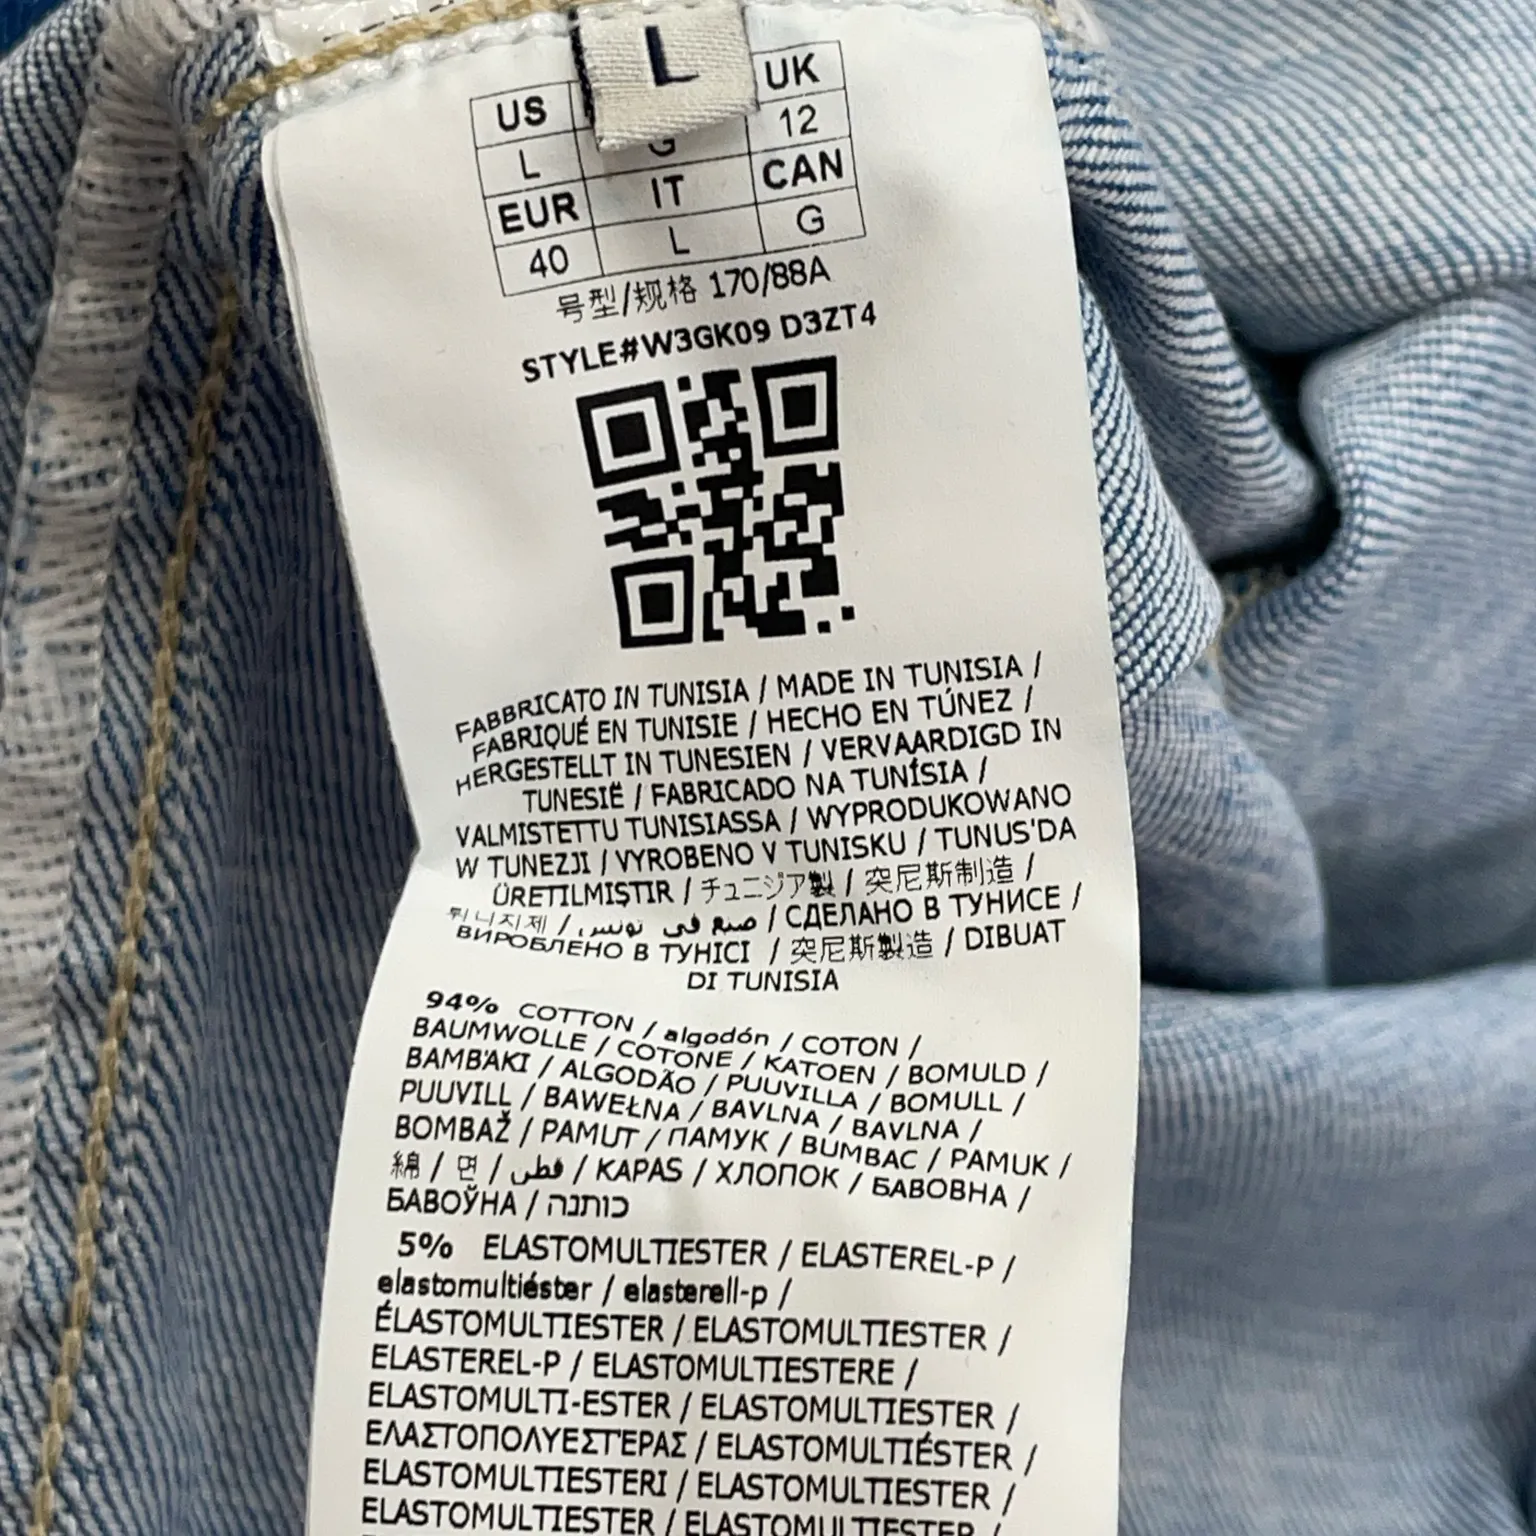 L
US UK
L G 12
EUR IT CAN
40 L G
号型/规格 170/88A
STYLE#W3GK09 D3ZT4
FABBRICATO IN TUNISIA / MADE IN TUNISIA /
FABRIQUÉ EN TUNISIE / HECHO EN TÚNEZ /
HERGESTELLT IN TUNESIEN / VERVAARDIGD IN
TUNESIË / FABRICADO NA TUNÍSIA /
VALMISTETTU TUNISIASSA / WYPRODUKOWANO
W TUNEZJI / VYROBENO V TUNISKU / TUNUS'DA
ÜRETILMIŞTIR / チュニジア製 / 突尼斯制造 /
튀니지제 / صنع في تونس / СДЕЛАНО В ТУНИСЕ /
ВИРОБЛЕНО В ТУНІСІ / 突尼斯製造 / DIBUAT
DI TUNISIA
94% COTTON / algodón / COTON /
BAUMWOLLE / COTONE / KATOEN / BOMULD /
ΒΑΜΒΆΚΙ / ALGODÃO / PUUVILLA / BOMULL /
PUUVILL / BAWEŁNA / BAVLNA / BAVLNA /
BOMBAŽ / PAMUT / ПАМУК / BUMBAC / PAMUK /
綿 / 면 / قطن / KAPAS / ХЛОПОК / БАВОВНА /
БАВОЎНА / כותנה
5% ELASTOMULTIESTER / ELASTEREL-P /
elastomultiéster / elasterell-p /
ÉLASTOMULTIESTER / ELASTOMULTIESTER /
ELASTEREL-P / ELASTOMULTIESTERE /
ELASTOMULTI-ESTER / ELASTOMULTIESTER /
ΕΛΑΣΤΟΠΟΛΥΕΣΤΈΡΑΣ / ELASTOMULTIÉSTER /
ELASTOMULTIESTERI / ELASTOMULTIESTER /
ELASTOMULTIESTER / ELASTOMULTIESTER /